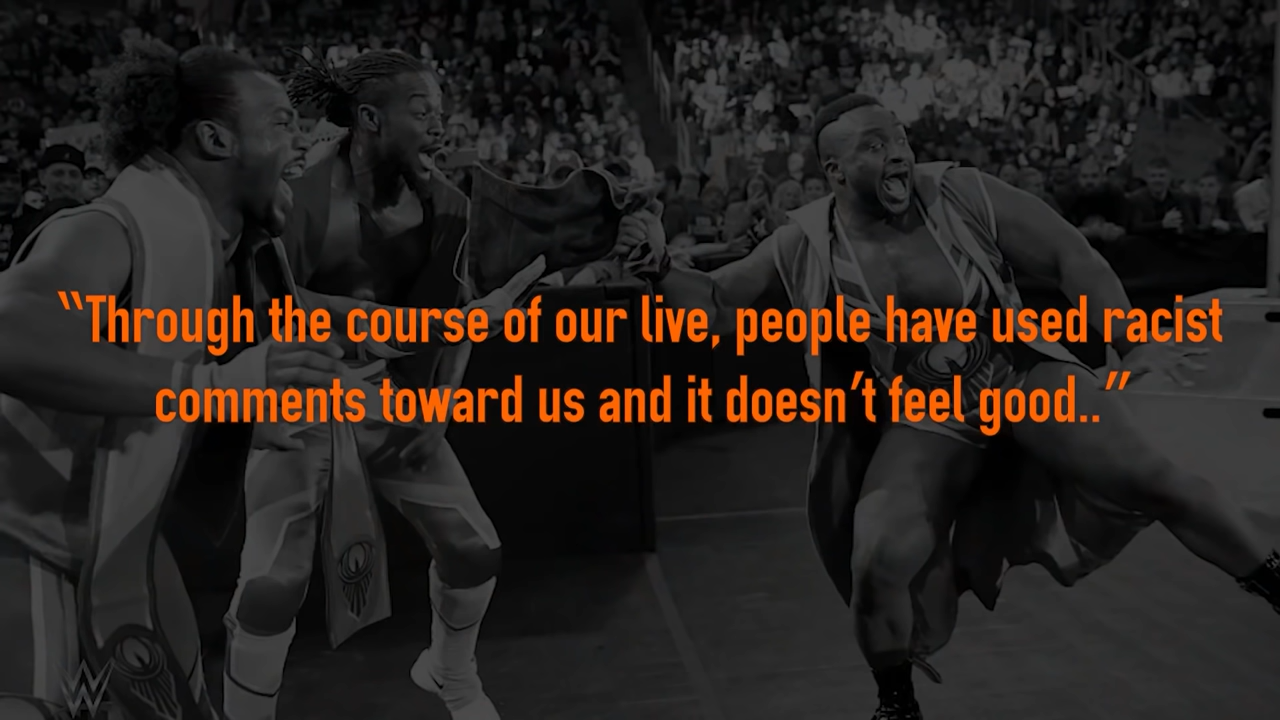 “Through the course of our live, people have used racist
comments toward us and it doesn’t feel good..”
W